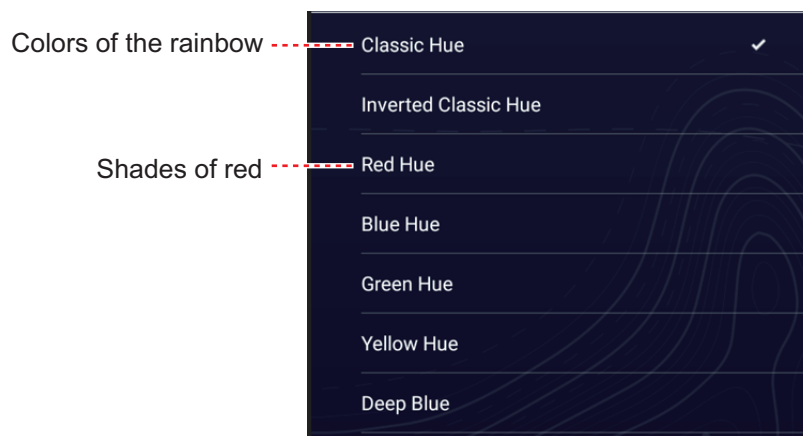 Colors of the rainbow
Classic Hue
Inverted Classic Hue
Shades of red
Red Hue
Blue Hue
Green Hue
Yellow Hue
Deep Blue